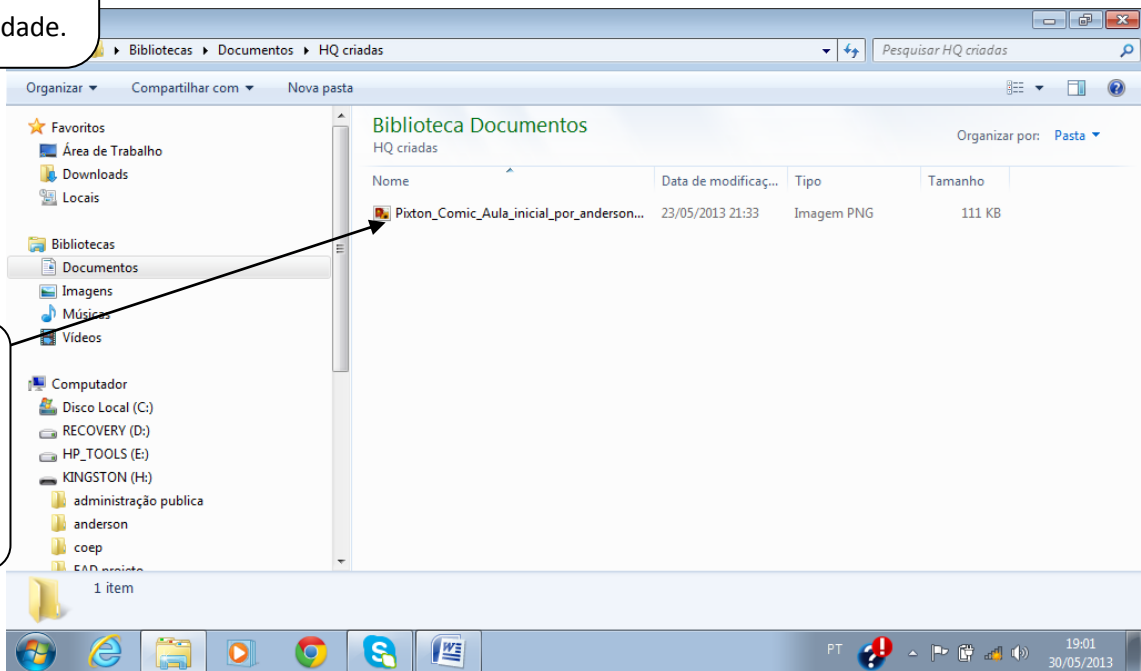 dade.
Bibliotecas ▸ Documentos ▸ HQ criadas
Pesquisar HQ criadas
Organizar
Compartilhar com
Nova pasta
Favoritos
Área de Trabalho
Downloads
Locais
Bibliotecas
Documentos
Imagens
Músicas
Vídeos
Computador
Disco Local (C:)
RECOVERY (D:)
HP_TOOLS (E:)
KINGSTON (H:)
administração publica
anderson
coep
EAD projeto
Biblioteca Documentos
HQ criadas
Organizar por: Pasta
Nome Data de modificaç... Tipo Tamanho
Pixton_Comic_Aula_inicial_por_anderson... 23/05/2013 21:33 Imagem PNG 111 KB
1 item
PT
19:01
30/05/2013